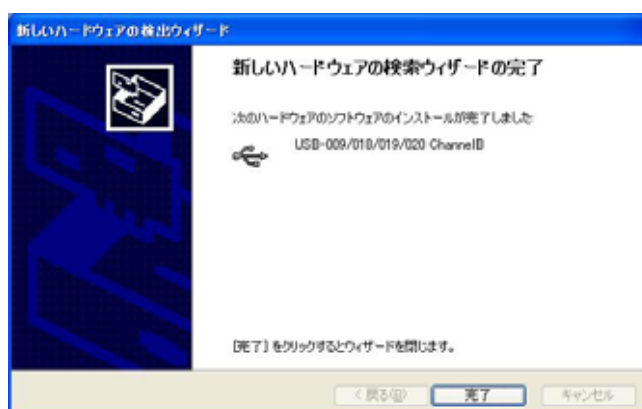 新しいハードウェアの検出ウィザード
新しいハードウェアの検索ウィザードの完了
次のハードウェアのソフトウェアのインストールが完了しました
USB-009/018/019/020 ChannelB
[完了] をクリックするとウィザードを閉じます。
< 戻る(B)
完了
キャンセル